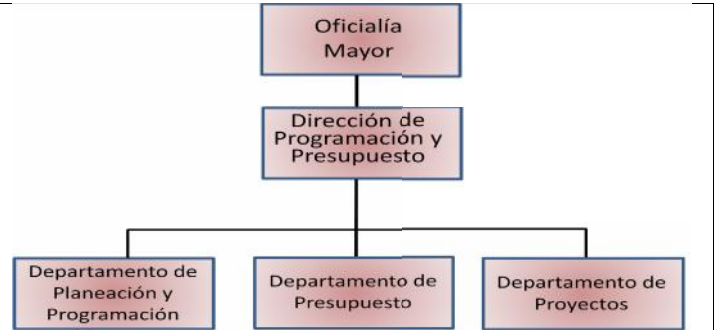 Oficialía
Mayor
Dirección de
Programación y
Presupuesto
Departamento de
Planeación y
Programación
Departamento de
Presupuesto
Departamento de
Proyectos